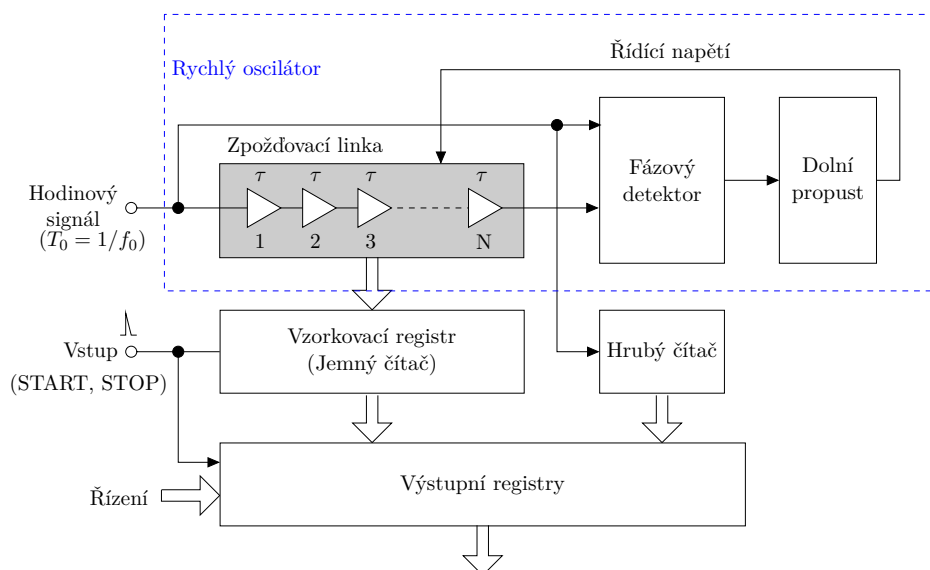 Řídící napětí
Rychlý oscilátor
Zpožďovací linka
τ τ τ τ
Fázový
detektor
Dolní
propust
Hodinový
signál
(T₀ = 1/f₀)
1 2 3 N
Vstup
(START, STOP)
Vzorkovací registr
(Jemný čítač)
Hrubý čítač
Řízení
Výstupní registry